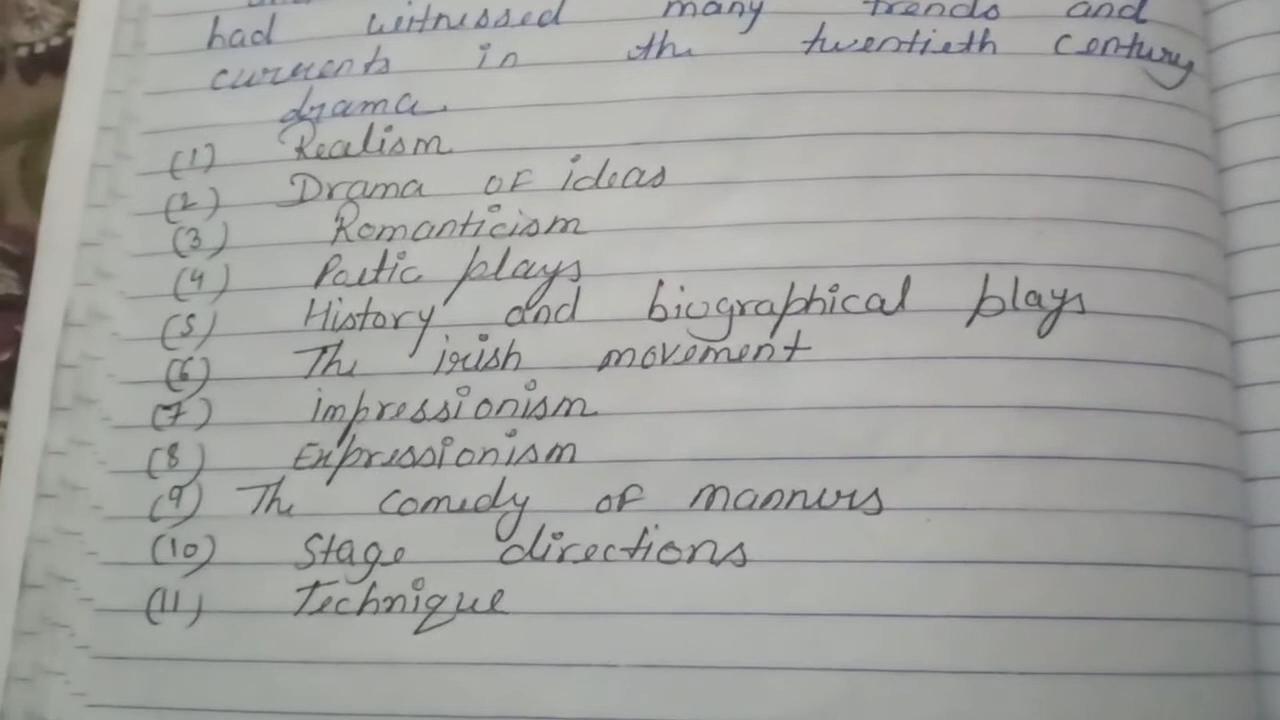 had witnessed many trends and
currents in the twentieth century
drama.
(1) Realism
(2) Drama of ideas
(3) Romanticism
(4) Poetic plays
(5) History and biographical plays
(6) The irish movement
(7) impressionism
(8) Expressionism
(9) The comedy of manners
(10) Stage directions
(11) Technique